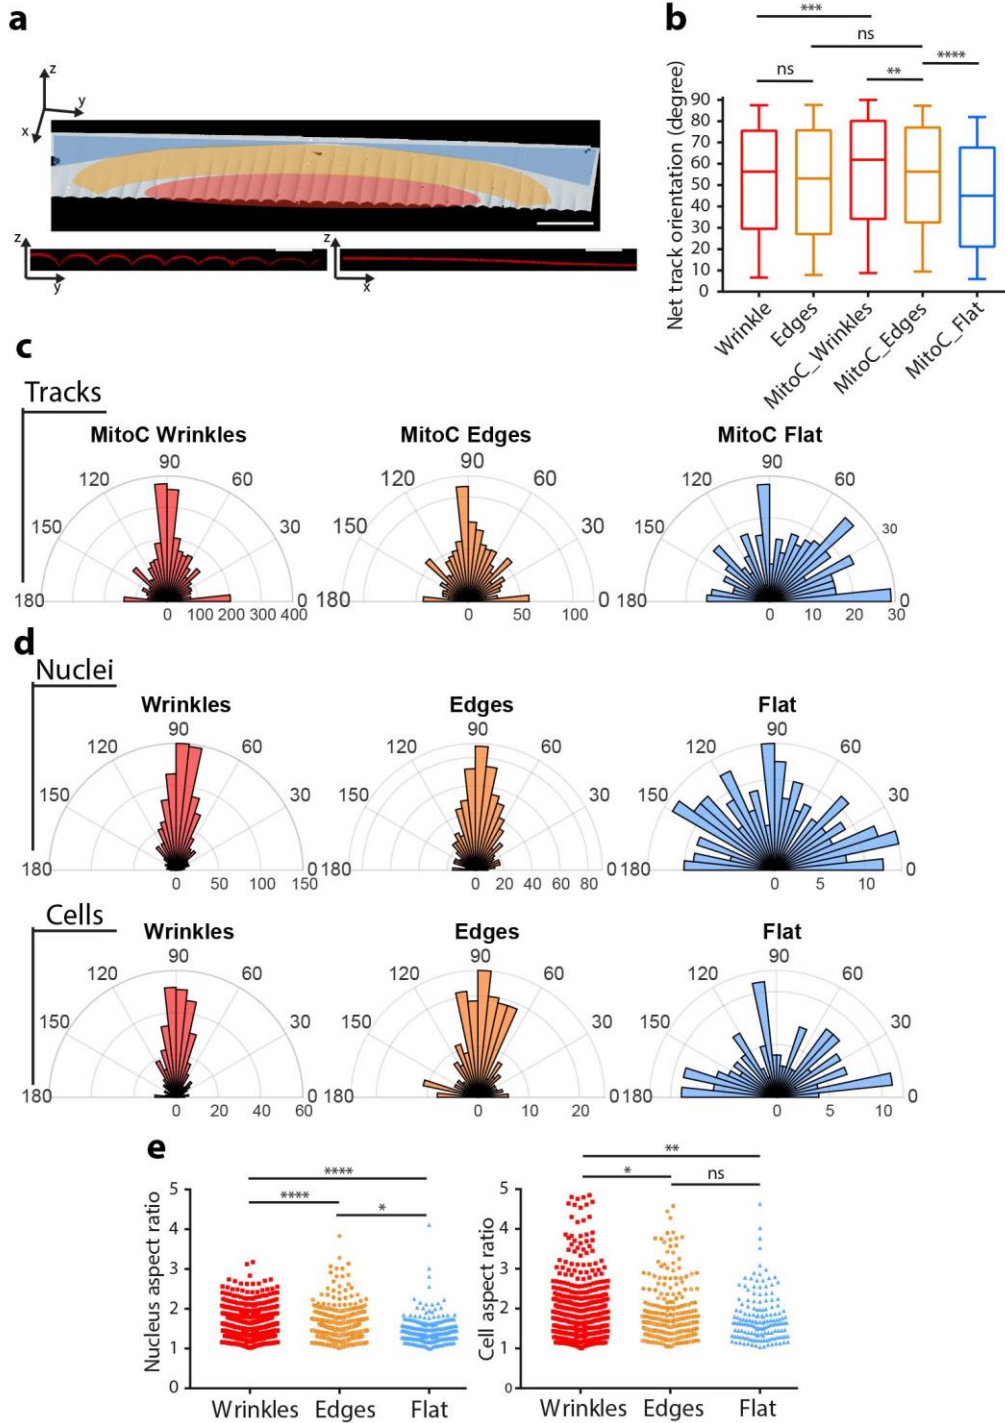 a
z
y
x
z
y
z
x
b
***
ns
ns
**
****
Net track orientation (degree)
90
80
70
60
50
40
30
20
10
0
Wrinkle
Edges
MitoC_Wrinkles
MitoC_Edges
MitoC_Flat
c
Tracks
MitoC Wrinkles
MitoC Edges
MitoC Flat
90
120 60
150 30
180 0
0 100 200 300 400
90
120 60
150 30
180 0
0 50 100
90
120 60
150 30
180 0
0 10 20 30
d
Nuclei
Wrinkles
Edges
Flat
90
120 60
150 30
180 0
0 50 100 150
90
120 60
150 30
180 0
0 20 40 60 80
90
120 60
150 30
180 0
0 5 10
Cells
Wrinkles
Edges
Flat
90
120 60
150 30
180 0
0 20 40 60
90
120 60
150 30
180 0
0 10 20
90
120 60
150 30
180 0
0 5 10
e
****
****
*
Nucleus aspect ratio
5
4
3
2
1
0
Wrinkles Edges Flat
**
*
ns
Cell aspect ratio
5
4
3
2
1
0
Wrinkles Edges Flat